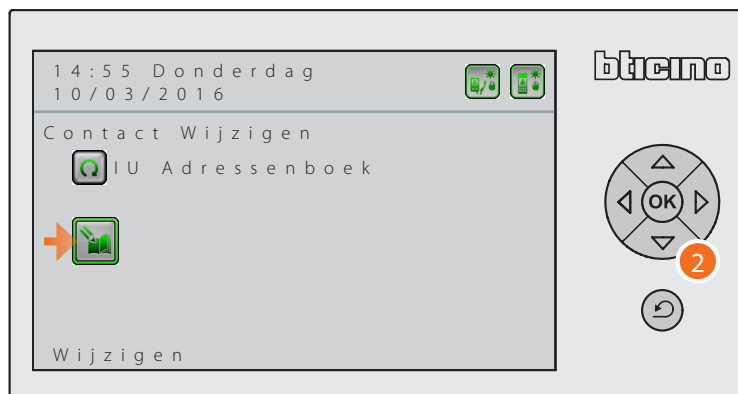 14:55 Donderdag
10/03/2016
bticino
Contact Wijzigen
IU Adressenboek
OK
2
Wijzigen